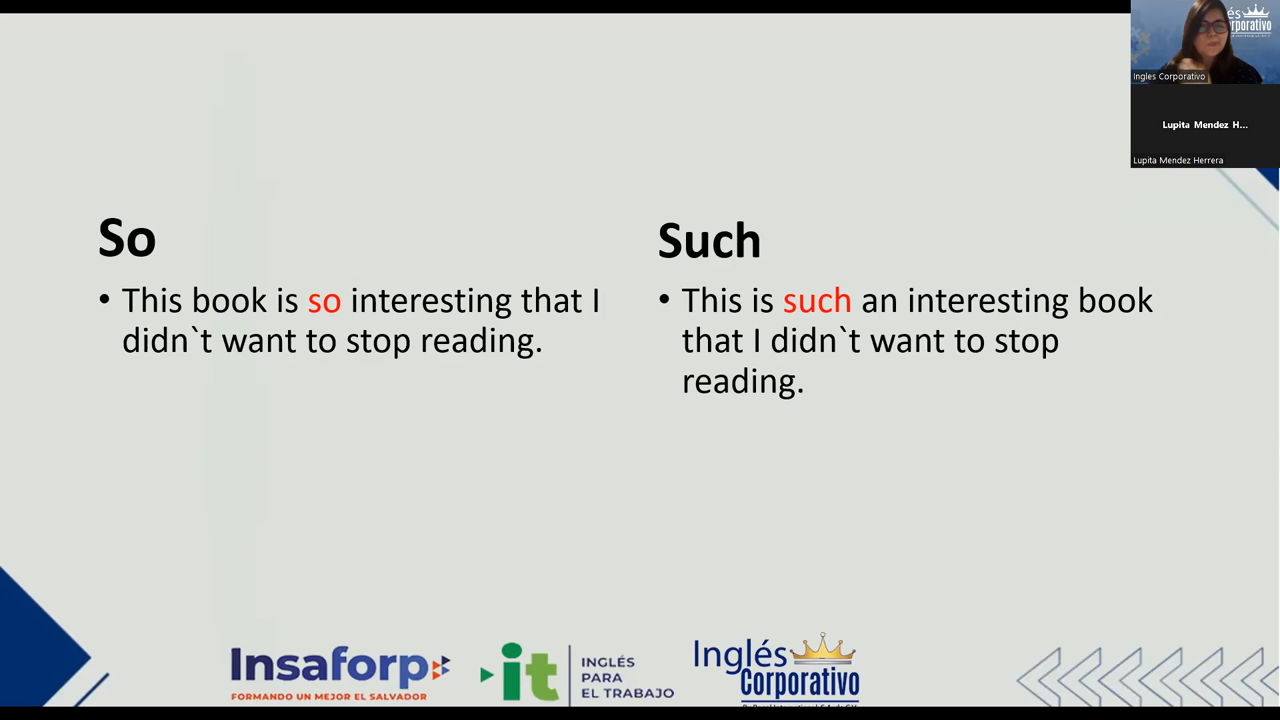 So
• This book is so interesting that I
didn`t want to stop reading.
Such
• This is such an interesting book
that I didn`t want to stop
reading.
Ingles Corporativo
Lupita Mendez H...
Lupita Mendez Herrera
Insaforp
FORMANDO UN MEJOR EL SALVADOR
it
INGLÉS
PARA
EL TRABAJO
Inglés
Corporativo